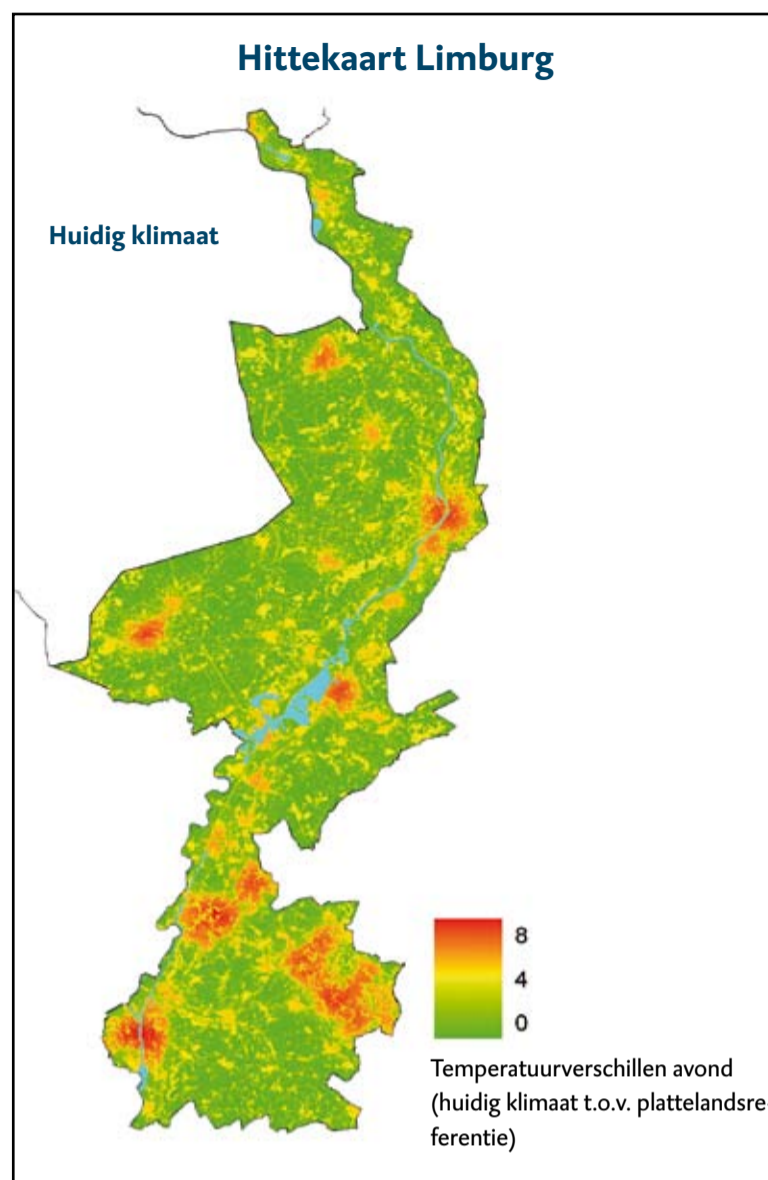 Hittekaart Limburg
Huidig klimaat
8
4
0
Temperatuurverschillen avond
(huidig klimaat t.o.v. plattelandsre-
ferentie)